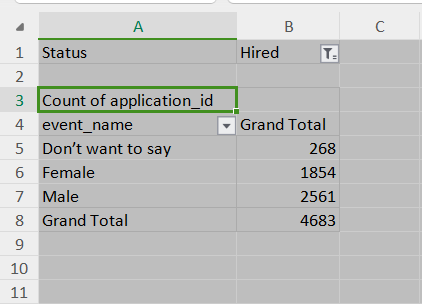 A B C
1 Status Hired
2
3 Count of application_id
4 event_name Grand Total
5 Don’t want to say 268
6 Female 1854
7 Male 2561
8 Grand Total 4683
9
10
11